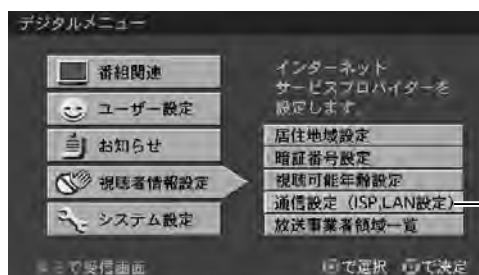 デジタルメニュー
番組関連
ユーザー設定
お知らせ
視聴者情報設定
システム設定
インターネット
サービスプロバイダーを
設定します
居住地域設定
暗証番号設定
視聴可能年齢設定
通信設定（ISP,LAN設定）
放送事業者領域一覧
で受信画面
で選択
で決定